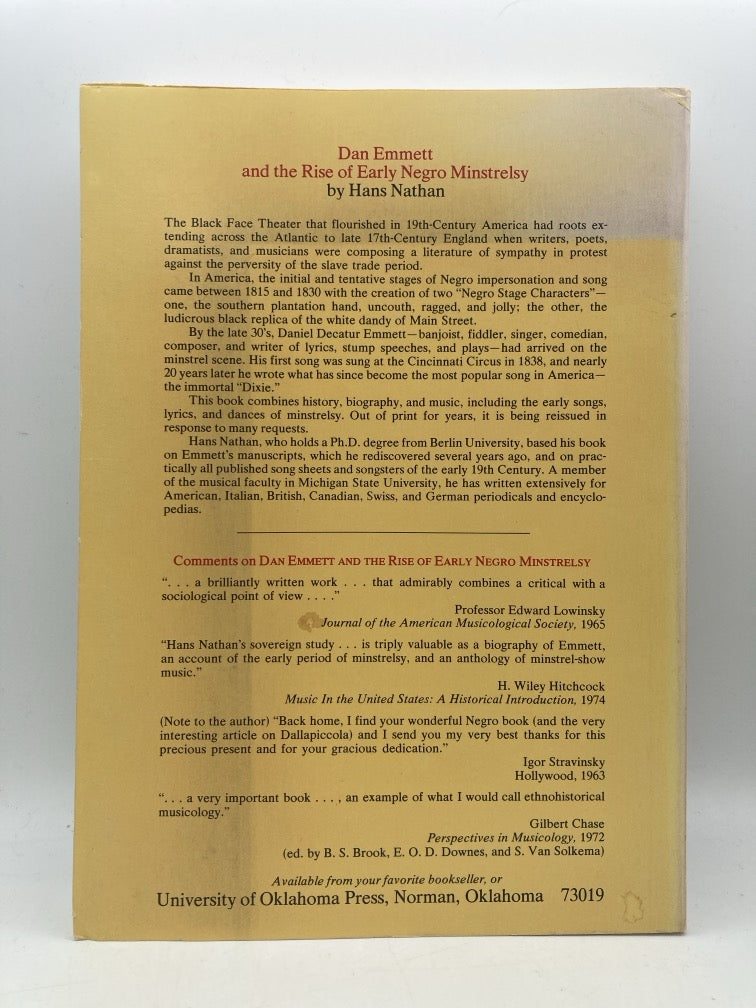 Dan Emmett
and the Rise of Early Negro Minstrelsy
by Hans Nathan
The Black Face Theater that flourished in 19th-Century America had roots ex-
tending across the Atlantic to late 17th-Century England when writers, poets,
dramatists, and musicians were composing a literature of sympathy in protest
against the perversity of the slave trade period.
In America, the initial and tentative stages of Negro impersonation and song
came between 1815 and 1830 with the creation of two "Negro Stage Characters"—
one, the southern plantation hand, uncouth, ragged, and jolly; the other, the
ludicrous black replica of the white dandy of Main Street.
By the late 30's, Daniel Decatur Emmett—banjoist, fiddler, singer, comedian,
composer, and writer of lyrics, stump speeches, and plays—had arrived on the
minstrel scene. His first song was sung at the Cincinnati Circus in 1838, and nearly
20 years later he wrote what has since become the most popular song in America—
the immortal "Dixie."
This book combines history, biography, and music, including the early songs,
lyrics, and dances of minstrelsy. Out of print for years, it is being reissued in
response to many requests.
Hans Nathan, who holds a Ph.D. degree from Berlin University, based his book
on Emmett's manuscripts, which he rediscovered several years ago, and on prac-
tically all published song sheets and songsters of the early 19th Century. A member
of the musical faculty in Michigan State University, he has written extensively for
American, Italian, British, Canadian, Swiss, and German periodicals and encyclo-
pedias.
Comments on DAN EMMETT AND THE RISE OF EARLY NEGRO MINSTRELSY
". . . a brilliantly written work . . . that admirably combines a critical with a
sociological point of view . . . ."
Professor Edward Lowinsky
Journal of the American Musicological Society, 1965
"Hans Nathan's sovereign study . . . is triply valuable as a biography of Emmett,
an account of the early period of minstrelsy, and an anthology of minstrel-show
music."
H. Wiley Hitchcock
Music In the United States: A Historical Introduction, 1974
(Note to the author) "Back home, I find your wonderful Negro book (and the very
interesting article on Dallapiccola) and I send you my very best thanks for this
precious present and for your gracious dedication."
Igor Stravinsky
Hollywood, 1963
". . . a very important book . . . , an example of what I would call ethnohistorical
musicology."
Gilbert Chase
Perspectives in Musicology, 1972
(ed. by B. S. Brook, E. O. D. Downes, and S. Van Solkema)
Available from your favorite bookseller, or
University of Oklahoma Press, Norman, Oklahoma 73019